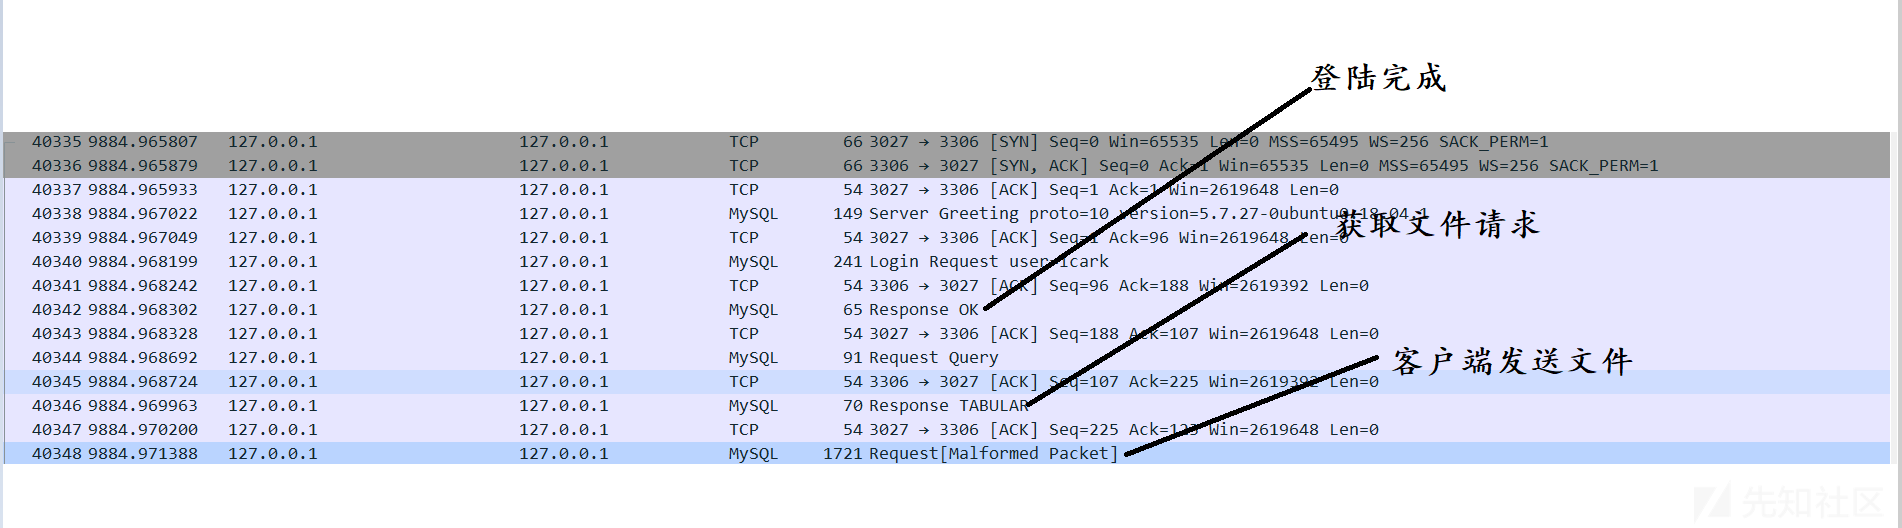 登陆完成
40335 9884.965807 127.0.0.1 127.0.0.1 TCP 66 3027 → 3306 [SYN] Seq=0 Win=65535 Len=0 MSS=65495 WS=256 SACK_PERM=1
40336 9884.965879 127.0.0.1 127.0.0.1 TCP 66 3306 → 3027 [SYN, ACK] Seq=0 Ack=1 Win=65535 Len=0 MSS=65495 WS=256 SACK_PERM=1
40337 9884.965933 127.0.0.1 127.0.0.1 TCP 54 3027 → 3306 [ACK] Seq=1 Ack=1 Win=2619648 Len=0
40338 9884.967022 127.0.0.1 127.0.0.1 MySQL 149 Server Greeting proto=10 version=5.7.27-0ubuntu0.18.04.1
获取文件请求
40339 9884.967049 127.0.0.1 127.0.0.1 TCP 54 3027 → 3306 [ACK] Seq=1 Ack=96 Win=2619648 Len=0
40340 9884.968199 127.0.0.1 127.0.0.1 MySQL 241 Login Request user=lcark
40341 9884.968242 127.0.0.1 127.0.0.1 TCP 54 3306 → 3027 [ACK] Seq=96 Ack=188 Win=2619392 Len=0
40342 9884.968302 127.0.0.1 127.0.0.1 MySQL 65 Response OK
40343 9884.968328 127.0.0.1 127.0.0.1 TCP 54 3027 → 3306 [ACK] Seq=188 Ack=107 Win=2619648 Len=0
40344 9884.968692 127.0.0.1 127.0.0.1 MySQL 91 Request Query
客户端发送文件
40345 9884.968724 127.0.0.1 127.0.0.1 TCP 54 3306 → 3027 [ACK] Seq=107 Ack=225 Win=2619392 Len=0
40346 9884.969963 127.0.0.1 127.0.0.1 MySQL 70 Response TABULAR
40347 9884.970200 127.0.0.1 127.0.0.1 TCP 54 3027 → 3306 [ACK] Seq=225 Ack=123 Win=2619648 Len=0
40348 9884.971388 127.0.0.1 127.0.0.1 MySQL 1721 Request[Malformed Packet]
先知社区